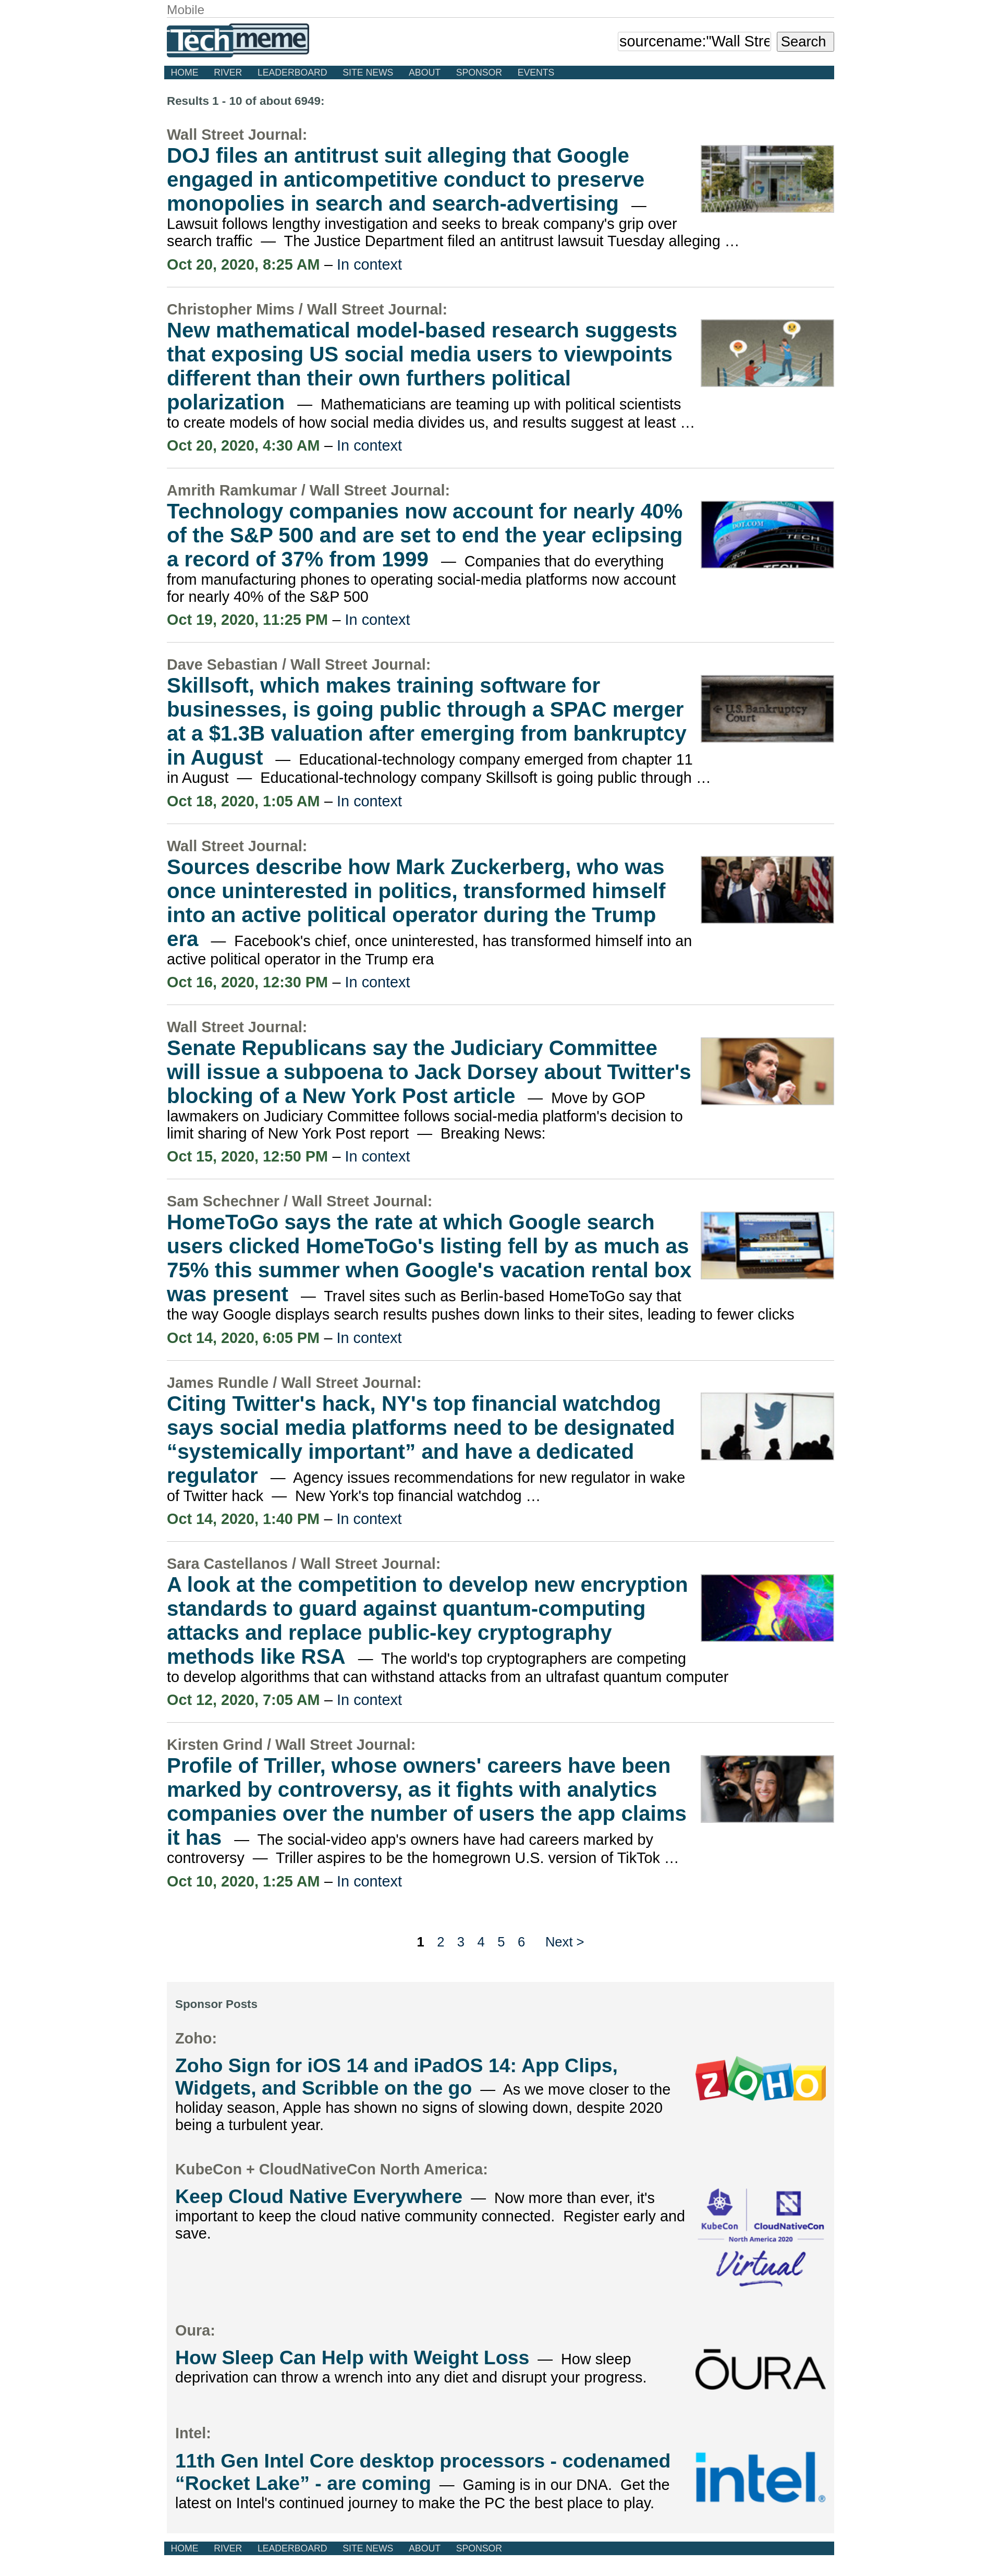 Mobile
Techmeme
sourcename:"Wall Stre
Search
HOME RIVER LEADERBOARD SITE NEWS ABOUT SPONSOR EVENTS
Results 1 - 10 of about 6949:
Wall Street Journal:
DOJ files an antitrust suit alleging that Google
engaged in anticompetitive conduct to preserve
monopolies in search and search-advertising —
Lawsuit follows lengthy investigation and seeks to break company's grip over
search traffic — The Justice Department filed an antitrust lawsuit Tuesday alleging …
Oct 20, 2020, 8:25 AM – In context
Christopher Mims / Wall Street Journal:
New mathematical model-based research suggests
that exposing US social media users to viewpoints
different than their own furthers political
polarization — Mathematicians are teaming up with political scientists
to create models of how social media divides us, and results suggest at least …
Oct 20, 2020, 4:30 AM – In context
Amrith Ramkumar / Wall Street Journal:
Technology companies now account for nearly 40%
of the S&P 500 and are set to end the year eclipsing
a record of 37% from 1999 — Companies that do everything
from manufacturing phones to operating social-media platforms now account
for nearly 40% of the S&P 500
DOT.COM
TECH
TECH
TECH
Oct 19, 2020, 11:25 PM – In context
Dave Sebastian / Wall Street Journal:
Skillsoft, which makes training software for
businesses, is going public through a SPAC merger
at a $1.3B valuation after emerging from bankruptcy
in August — Educational-technology company emerged from chapter 11
in August — Educational-technology company Skillsoft is going public through …
U.S. Bankruptcy
Court
Oct 18, 2020, 1:05 AM – In context
Wall Street Journal:
Sources describe how Mark Zuckerberg, who was
once uninterested in politics, transformed himself
into an active political operator during the Trump
era — Facebook's chief, once uninterested, has transformed himself into an
active political operator in the Trump era
Oct 16, 2020, 12:30 PM – In context
Wall Street Journal:
Senate Republicans say the Judiciary Committee
will issue a subpoena to Jack Dorsey about Twitter's
blocking of a New York Post article — Move by GOP
lawmakers on Judiciary Committee follows social-media platform's decision to
limit sharing of New York Post report — Breaking News:
Oct 15, 2020, 12:50 PM – In context
Sam Schechner / Wall Street Journal:
HomeToGo says the rate at which Google search
users clicked HomeToGo's listing fell by as much as
75% this summer when Google's vacation rental box
was present — Travel sites such as Berlin-based HomeToGo say that
the way Google displays search results pushes down links to their sites, leading to fewer clicks
Oct 14, 2020, 6:05 PM – In context
James Rundle / Wall Street Journal:
Citing Twitter's hack, NY's top financial watchdog
says social media platforms need to be designated
“systemically important” and have a dedicated
regulator — Agency issues recommendations for new regulator in wake
of Twitter hack — New York's top financial watchdog …
Oct 14, 2020, 1:40 PM – In context
Sara Castellanos / Wall Street Journal:
A look at the competition to develop new encryption
standards to guard against quantum-computing
attacks and replace public-key cryptography
methods like RSA — The world's top cryptographers are competing
to develop algorithms that can withstand attacks from an ultrafast quantum computer
Oct 12, 2020, 7:05 AM – In context
Kirsten Grind / Wall Street Journal:
Profile of Triller, whose owners' careers have been
marked by controversy, as it fights with analytics
companies over the number of users the app claims
it has — The social-video app's owners have had careers marked by
controversy — Triller aspires to be the homegrown U.S. version of TikTok …
Oct 10, 2020, 1:25 AM – In context
1 2 3 4 5 6 Next >
Sponsor Posts
Zoho:
Zoho Sign for iOS 14 and iPadOS 14: App Clips,
Widgets, and Scribble on the go — As we move closer to the
holiday season, Apple has shown no signs of slowing down, despite 2020
being a turbulent year.
ZOHO
KubeCon + CloudNativeCon North America:
Keep Cloud Native Everywhere — Now more than ever, it's
important to keep the cloud native community connected. Register early and
save.
KubeCon CloudNativeCon
North America 2020
Virtual
Oura:
How Sleep Can Help with Weight Loss — How sleep
deprivation can throw a wrench into any diet and disrupt your progress.
ŌURA
Intel:
11th Gen Intel Core desktop processors - codenamed
“Rocket Lake” - are coming — Gaming is in our DNA. Get the
latest on Intel's continued journey to make the PC the best place to play.
intel®
HOME RIVER LEADERBOARD SITE NEWS ABOUT SPONSOR